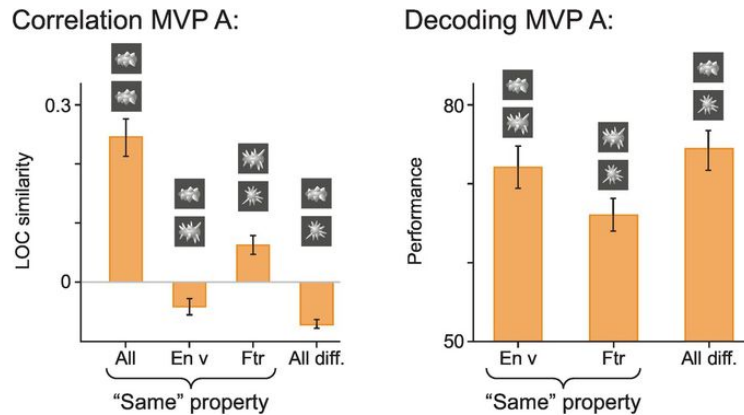 Correlation MVP A:
0.3
0
LOC similarity
All
En v
Ftr
All diff.
"Same" property
Decoding MVP A:
80
50
Performance
En v
Ftr
All diff.
"Same" property